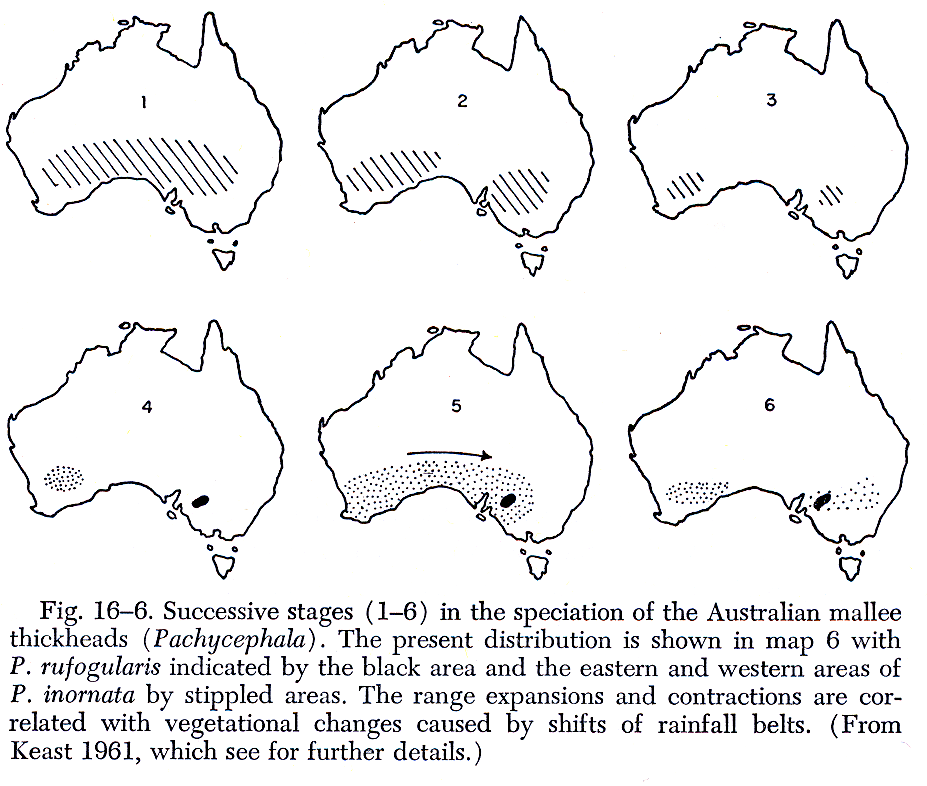 1
2
3
4
5
6
Fig. 16–6. Successive stages (1–6) in the speciation of the Australian mallee
thickheads (Pachycephala). The present distribution is shown in map 6 with
P. rufogularis indicated by the black area and the eastern and western areas of
P. inornata by stippled areas. The range expansions and contractions are cor-
related with vegetational changes caused by shifts of rainfall belts. (From
Keast 1961, which see for further details.)